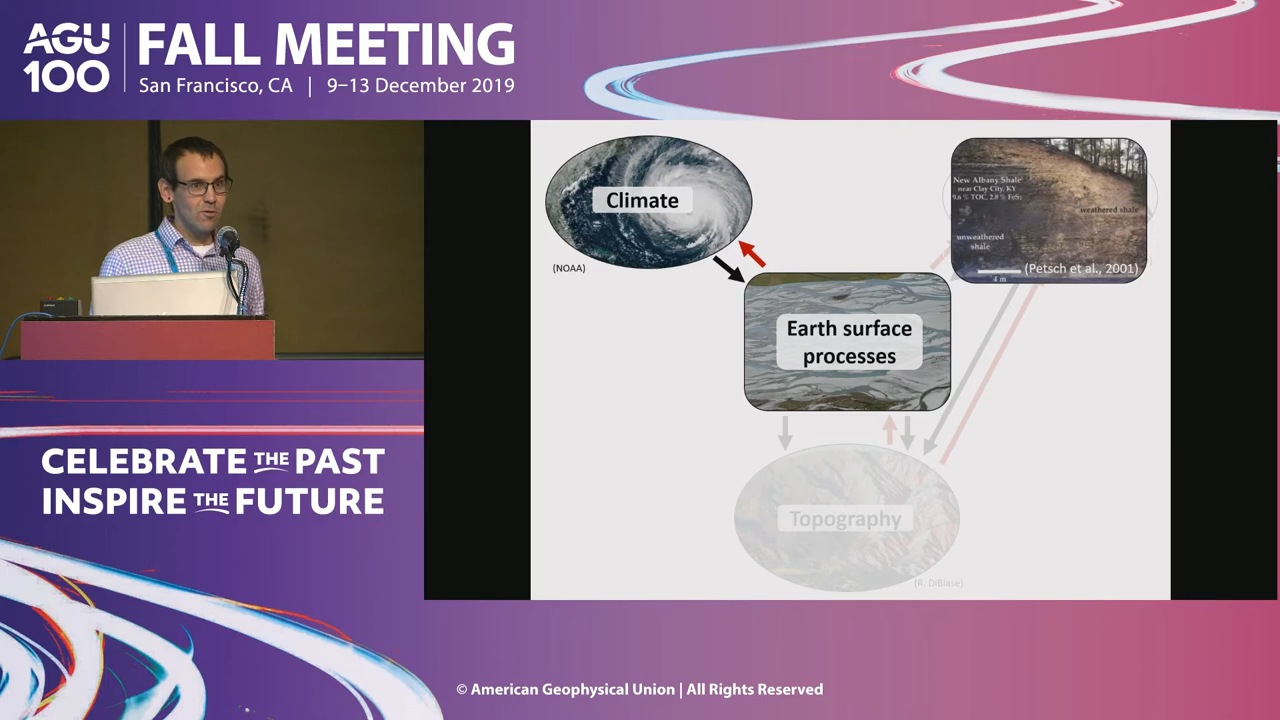 AGU
100
FALL MEETING
San Francisco, CA | 9–13 December 2019
Climate
(NOAA)
New Albany Shale
near Clay City, KY
9.6 % TOC, 2.8 % FeS₂
weathered shale
unweathered
shale
(Petsch et al., 2001)
4 m
Earth surface
processes
Topography
(R. DiBiase)
CELEBRATE THE PAST
INSPIRE THE FUTURE
© American Geophysical Union | All Rights Reserved